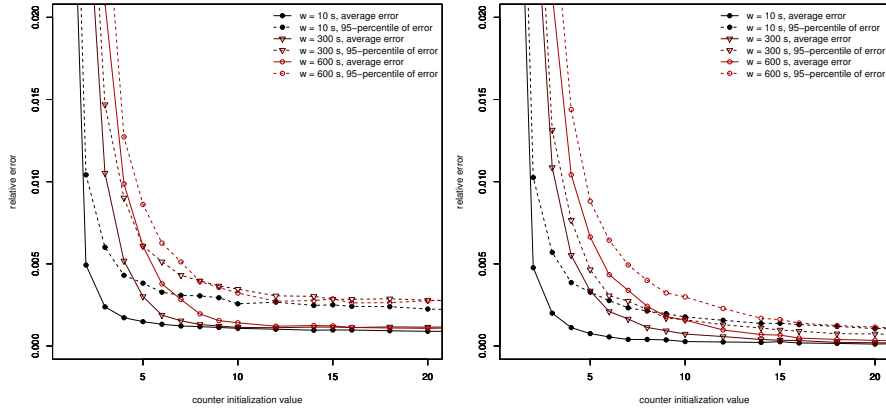 0.020
0.015
0.010
0.005
0.000
relative error
5
10
15
20
counter initialization value
w = 10 s, average error
w = 10 s, 95−percentile of error
w = 300 s, average error
w = 300 s, 95−percentile of error
w = 600 s, average error
w = 600 s, 95−percentile of error
0.020
0.015
0.010
0.005
0.000
relative error
5
10
15
20
counter initialization value
w = 10 s, average error
w = 10 s, 95−percentile of error
w = 300 s, average error
w = 300 s, 95−percentile of error
w = 600 s, average error
w = 600 s, 95−percentile of error